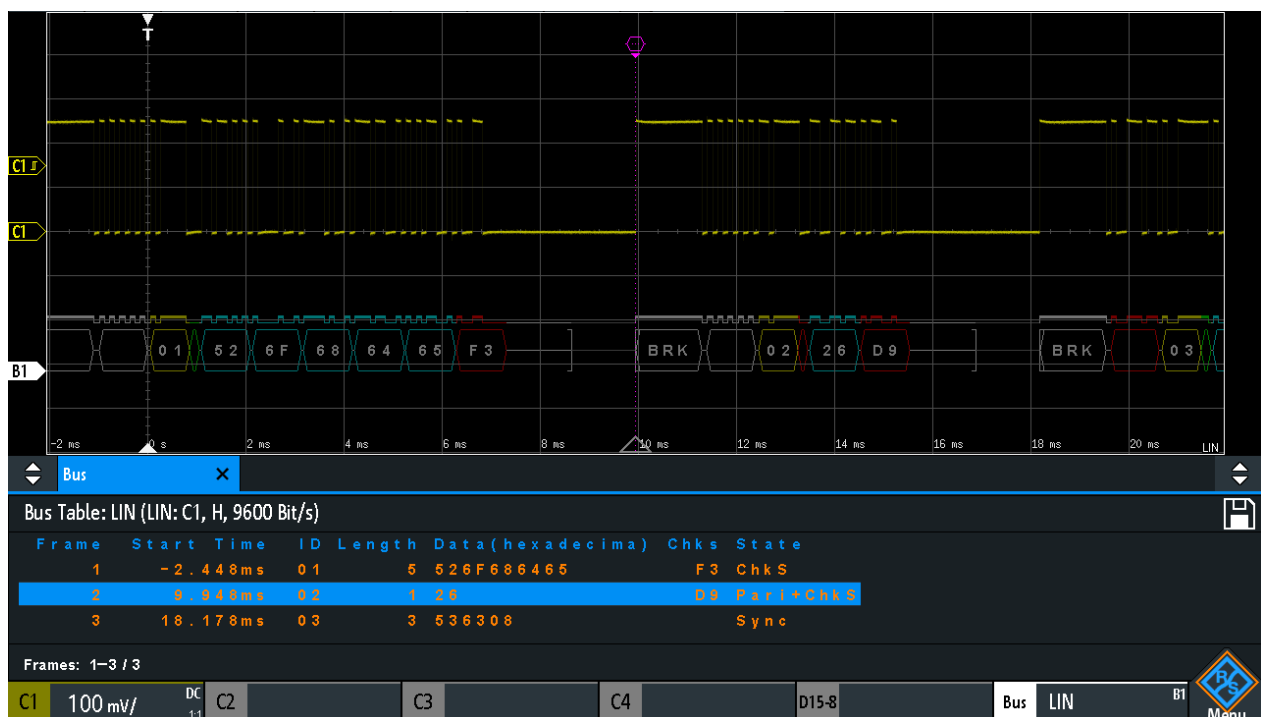 T
C1
C1
01 52 6F 68 64 65 F3 BRK 02 26 D9 BRK 03
B1
-2 ms 0 s 2 ms 4 ms 6 ms 8 ms 10 ms 12 ms 14 ms 16 ms 18 ms 20 ms LIN
Bus
Bus Table: LIN (LIN: C1, H, 9600 Bit/s)
Frame Start Time ID Length Data(hexadecima) Chks State
1 -2.448ms 01 5 526F686465 F3 ChkS
2 9.948ms 02 1 26 D9 Pari+ChkS
3 18.178ms 03 3 536308 Sync
Frames: 1-3 / 3
C1 100 mV/ DC 1:1 C2 C3 C4 D15-8 Bus LIN B1 R&S Menu